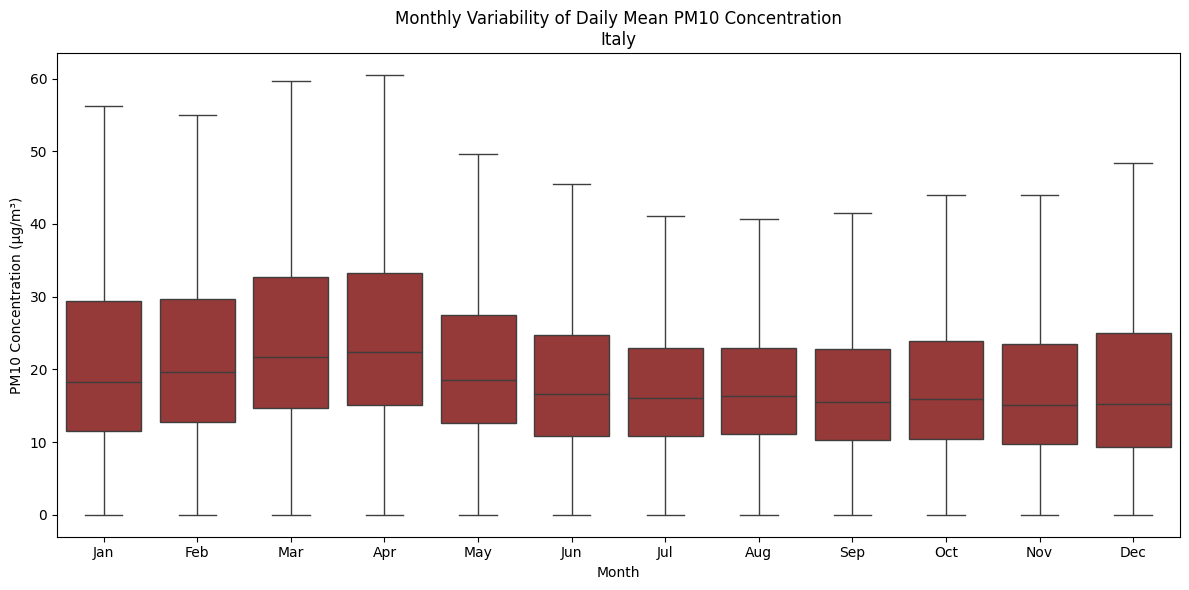 Monthly Variability of Daily Mean PM10 Concentration
Italy
PM10 Concentration (µg/m³)
60
50
40
30
20
10
0
Jan Feb Mar Apr May Jun Jul Aug Sep Oct Nov Dec
Month